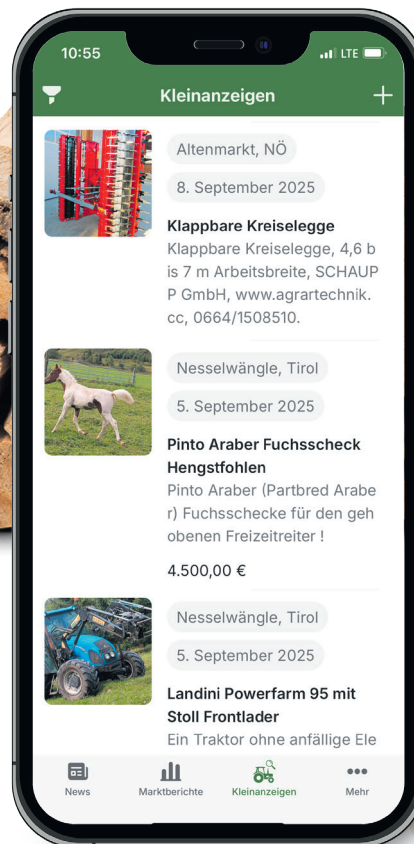 10:55
LTE
Kleinanzeigen
Altenmarkt, NÖ
8. September 2025
Klappbare Kreiselegge
Klappbare Kreiselegge, 4,6 b
is 7 m Arbeitsbreite, SCHAUP
P GmbH, www.agrartechnik.
cc, 0664/1508510.
Nesselwängle, Tirol
5. September 2025
Pinto Araber Fuchsscheck
Hengstfohlen
Pinto Araber (Partbred Arabe
r) Fuchsschecke für den geh
obenen Freizeitreiter !
4.500,00 €
Nesselwängle, Tirol
5. September 2025
Landini Powerfarm 95 mit
Stoll Frontlader
Ein Traktor ohne anfällige Ele
News
Marktberichte
Kleinanzeigen
Mehr